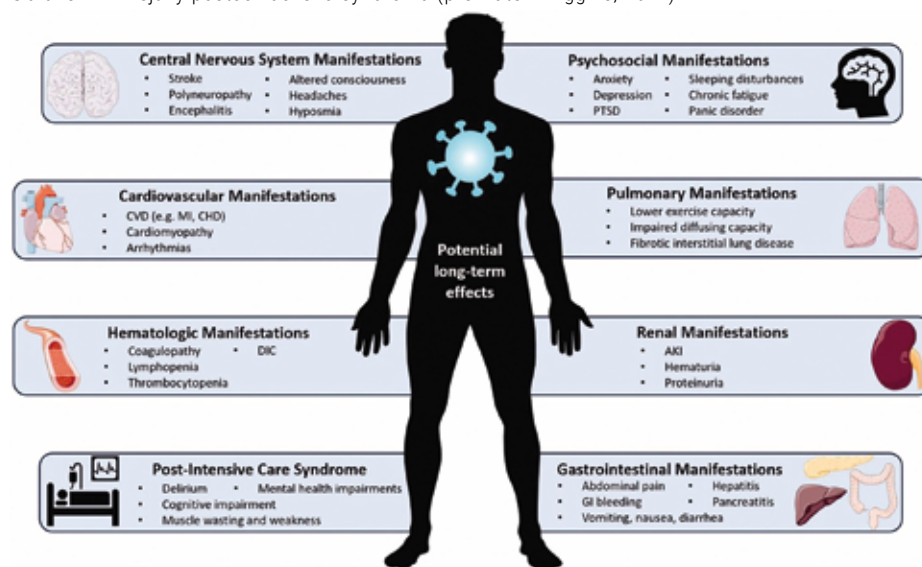 Central Nervous System Manifestations
• Stroke • Altered consciousness
• Polyneuropathy • Headaches
• Encephalitis • Hyposmia
Psychosocial Manifestations
• Anxiety • Sleeping disturbances
• Depression • Chronic fatigue
• PTSD • Panic disorder
Cardiovascular Manifestations
• CVD (e.g. MI, CHD)
• Cardiomyopathy
• Arrhythmias
Pulmonary Manifestations
• Lower exercise capacity
• Impaired diffusing capacity
• Fibrotic interstitial lung disease
Potential
long-term
effects
Hematologic Manifestations
• Coagulopathy • DIC
• Lymphopenia
• Thrombocytopenia
Renal Manifestations
• AKI
• Hematuria
• Proteinuria
Post-Intensive Care Syndrome
• Delirium • Mental health impairments
• Cognitive impairment
• Muscle wasting and weakness
Gastrointestinal Manifestations
• Abdominal pain • Hepatitis
• GI bleeding • Pancreatitis
• Vomiting, nausea, diarrhea